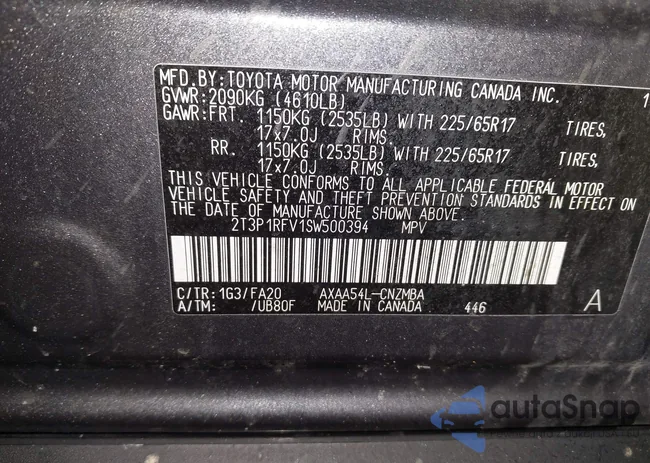 MFD.BY:TOYOTA MOTOR MANUFACTURING CANADA INC. 1
GVWR:2090KG (4610LB)
GAWR:FRT. 1150KG (2535LB) WITH 225/65R17 TIRES,
17x7.0J RIMS.
RR. 1150KG (2535LB) WITH 225/65R17 TIRES,
17x7.0J RIMS.
THIS VEHICLE CONFORMS TO ALL APPLICABLE FEDERAL MOTOR
VEHICLE SAFETY AND THEFT PREVENTION STANDARDS IN EFFECT ON
THE DATE OF MANUFACTURE SHOWN ABOVE.
2T3P1RFV1SW500394 MPV
C/TR:1G3/FA20 AXAA54L-CNZMBA
A/TM: /UB80F MADE IN CANADA 446 A
autaSnap